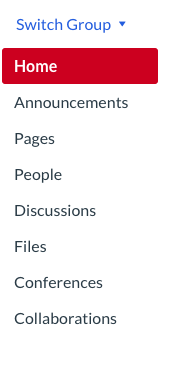 Switch Group
Home
Announcements
Pages
People
Discussions
Files
Conferences
Collaborations